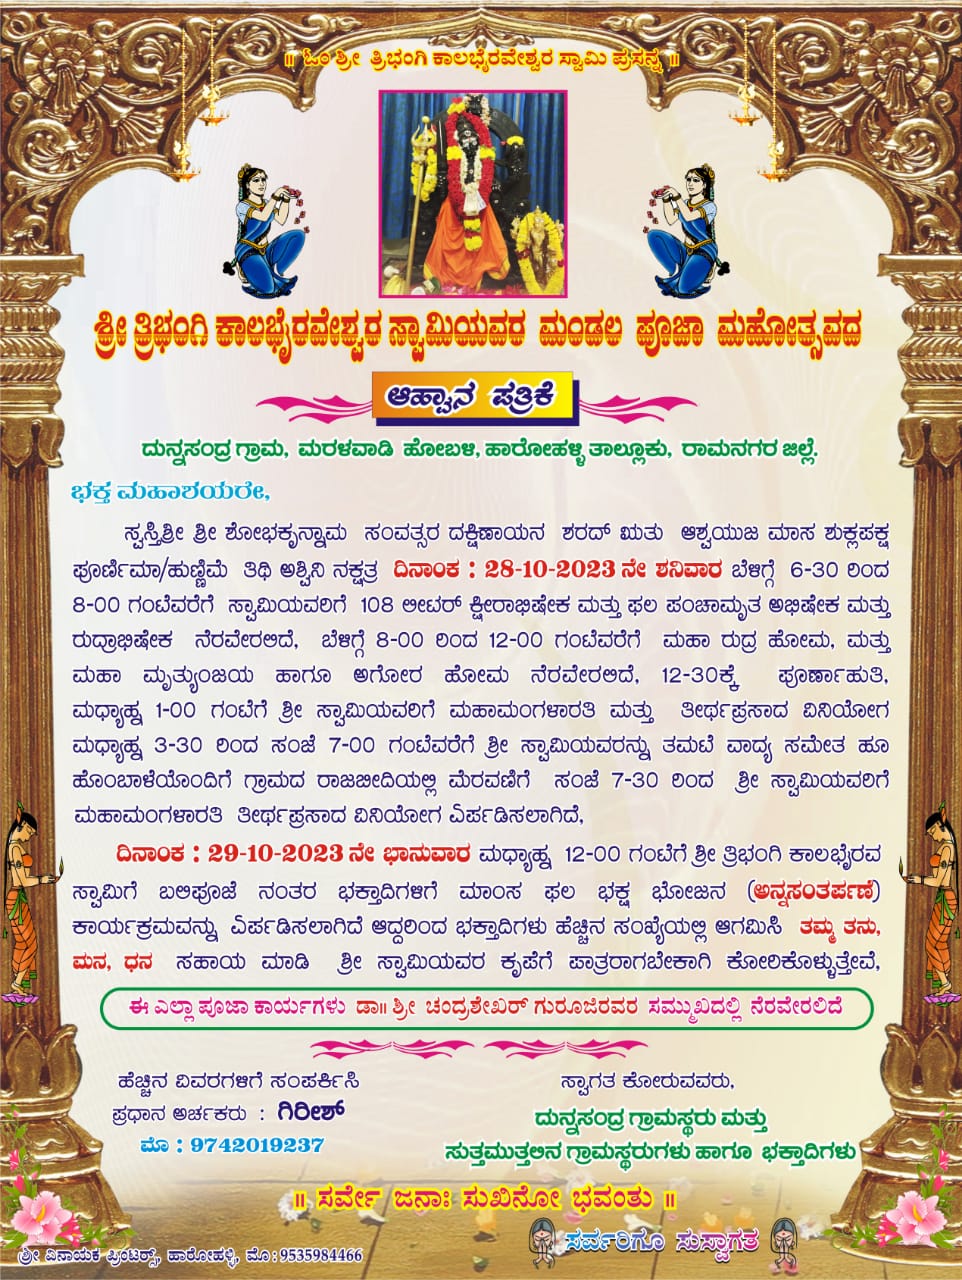 ॥ ಓಂ ಶ್ರೀ ತ್ರಿಭಂಗಿ ಕಾಲಭೈರವೇಶ್ವರ ಸ್ವಾಮಿ ಪ್ರಸನ್ನ ॥
ಶ್ರೀ ತ್ರಿಭಂಗಿ ಕಾಲಭೈರವೇಶ್ವರ ಸ್ವಾಮಿಯವರ ಮಂಡಲ ಪೂಜಾ ಮಹೋತ್ಸವದ
ಆಹ್ವಾನ ಪತ್ರಿಕೆ
ದುನ್ನಸಂದ್ರ ಗ್ರಾಮ, ಮರಳವಾಡಿ ಹೋಬಳಿ, ಹಾರೋಹಳ್ಳಿ ತಾಲ್ಲೂಕು, ರಾಮನಗರ ಜಿಲ್ಲೆ.
ಭಕ್ತ ಮಹಾಶಯರೇ,
ಸ್ವಸ್ತಿಶ್ರೀ ಶ್ರೀ ಶೋಭಕೃನ್ನಾಮ ಸಂವತ್ಸರ ದಕ್ಷಿಣಾಯನ ಶರದ್ ಋತು ಆಶ್ವಯುಜ ಮಾಸ ಶುಕ್ಲಪಕ್ಷ
ಪೂರ್ಣಿಮಾ/ಹುಣ್ಣಿಮೆ ತಿಥಿ ಅಶ್ವಿನಿ ನಕ್ಷತ್ರ ದಿನಾಂಕ : 28-10-2023 ನೇ ಶನಿವಾರ ಬೆಳಿಗ್ಗೆ 6-30 ರಿಂದ
8-00 ಗಂಟೆವರೆಗೆ ಸ್ವಾಮಿಯವರಿಗೆ 108 ಲೀಟರ್ ಕ್ಷೀರಾಭಿಷೇಕ ಮತ್ತು ಫಲ ಪಂಚಾಮೃತ ಅಭಿಷೇಕ ಮತ್ತು
ರುದ್ರಾಭಿಷೇಕ ನೆರವೇರಲಿದೆ, ಬೆಳಿಗ್ಗೆ 8-00 ರಿಂದ 12-00 ಗಂಟೆವರೆಗೆ ಮಹಾ ರುದ್ರ ಹೋಮ, ಮತ್ತು
ಮಹಾ ಮೃತ್ಯುಂಜಯ ಹಾಗೂ ಅಗೋರ ಹೋಮ ನೆರವೇರಲಿದೆ, 12-30ಕ್ಕೆ ಪೂರ್ಣಾಹುತಿ,
ಮಧ್ಯಾಹ್ನ 1-00 ಗಂಟೆಗೆ ಶ್ರೀ ಸ್ವಾಮಿಯವರಿಗೆ ಮಹಾಮಂಗಳಾರತಿ ಮತ್ತು ತೀರ್ಥಪ್ರಸಾದ ವಿನಿಯೋಗ
ಮಧ್ಯಾಹ್ನ 3-30 ರಿಂದ ಸಂಜೆ 7-00 ಗಂಟೆವರೆಗೆ ಶ್ರೀ ಸ್ವಾಮಿಯವರನ್ನು ತಮಟೆ ವಾದ್ಯ ಸಮೇತ ಹೂ
ಹೊಂಬಾಳೆಯೊಂದಿಗೆ ಗ್ರಾಮದ ರಾಜಬೀದಿಯಲ್ಲಿ ಮೆರವಣಿಗೆ ಸಂಜೆ 7-30 ರಿಂದ ಶ್ರೀ ಸ್ವಾಮಿಯವರಿಗೆ
ಮಹಾಮಂಗಳಾರತಿ ತೀರ್ಥಪ್ರಸಾದ ವಿನಿಯೋಗ ಏರ್ಪಡಿಸಲಾಗಿದೆ,
ದಿನಾಂಕ : 29-10-2023 ನೇ ಭಾನುವಾರ ಮಧ್ಯಾಹ್ನ 12-00 ಗಂಟೆಗೆ ಶ್ರೀ ತ್ರಿಭಂಗಿ ಕಾಲಭೈರವ
ಸ್ವಾಮಿಗೆ ಬಲಿಪೂಜೆ ನಂತರ ಭಕ್ತಾದಿಗಳಿಗೆ ಮಾಂಸ ಫಲ ಭಕ್ಷ ಭೋಜನ (ಅನ್ನಸಂತರ್ಪಣೆ)
ಕಾರ್ಯಕ್ರಮವನ್ನು ಏರ್ಪಡಿಸಲಾಗಿದೆ ಆದ್ದರಿಂದ ಭಕ್ತಾದಿಗಳು ಹೆಚ್ಚಿನ ಸಂಖ್ಯೆಯಲ್ಲಿ ಆಗಮಿಸಿ ತಮ್ಮ ತನು,
ಮನ, ಧನ ಸಹಾಯ ಮಾಡಿ ಶ್ರೀ ಸ್ವಾಮಿಯವರ ಕೃಪೆಗೆ ಪಾತ್ರರಾಗಬೇಕಾಗಿ ಕೋರಿಕೊಳ್ಳುತ್ತೇವೆ,
ಈ ಎಲ್ಲಾ ಪೂಜಾ ಕಾರ್ಯಗಳು ಡಾ॥ ಶ್ರೀ ಚಂದ್ರಶೇಖರ್ ಗುರೂಜಿರವರ ಸಮ್ಮುಖದಲ್ಲಿ ನೆರವೇರಲಿದೆ
ಹೆಚ್ಚಿನ ವಿವರಗಳಿಗೆ ಸಂಪರ್ಕಿಸಿ
ಪ್ರಧಾನ ಅರ್ಚಕರು : ಗಿರೀಶ್
ಮೊ : 9742019237
ಸ್ವಾಗತ ಕೋರುವವರು,
ದುನ್ನಸಂದ್ರ ಗ್ರಾಮಸ್ಥರು ಮತ್ತು
ಸುತ್ತಮುತ್ತಲಿನ ಗ್ರಾಮಸ್ಥರುಗಳು ಹಾಗೂ ಭಕ್ತಾದಿಗಳು
॥ ಸರ್ವೇ ಜನಾಃ ಸುಖಿನೋ ಭವಂತು ॥
ಸರ್ವರಿಗೂ ಸುಸ್ವಾಗತ
ಶ್ರೀ ವಿನಾಯಕ ಪ್ರಿಂಟರ್ಸ್, ಹಾರೋಹಳ್ಳಿ, ಮೊ : 9535984466